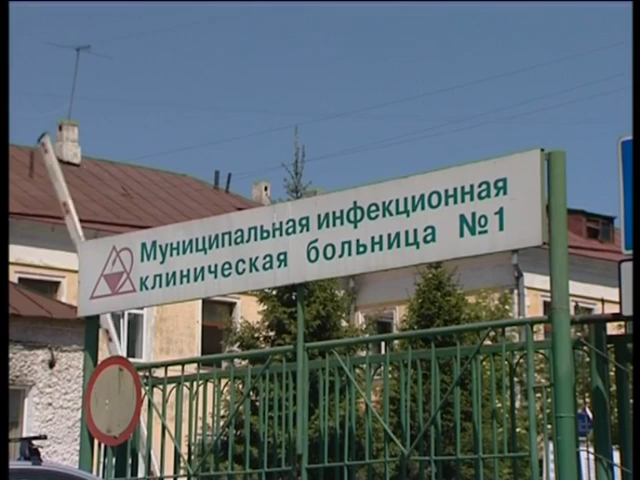 Муниципальная инфекционная
клиническая больница №1